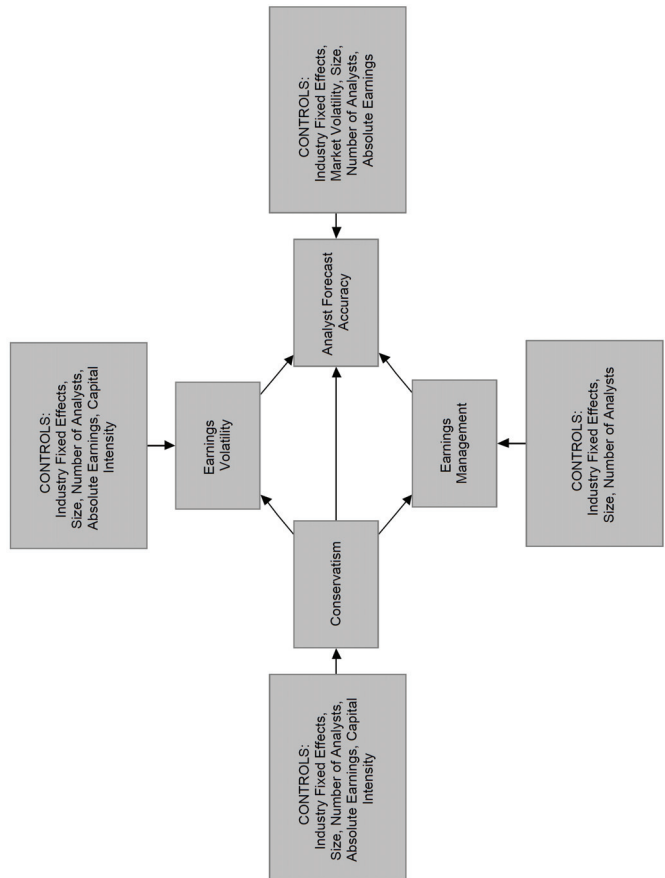 CONTROLS:
Industry Fixed Effects,
Size, Number of Analysts,
Absolute Earnings, Capital
Intensity
Conservatism
Earnings
Volatility
CONTROLS:
Industry Fixed Effects,
Size, Number of Analysts,
Absolute Earnings, Capital
Intensity
Earnings
Management
CONTROLS:
Industry Fixed Effects,
Size, Number of Analysts
Analyst Forecast
Accuracy
CONTROLS:
Industry Fixed Effects,
Market Volatility, Size,
Number of Analysts,
Absolute Earnings